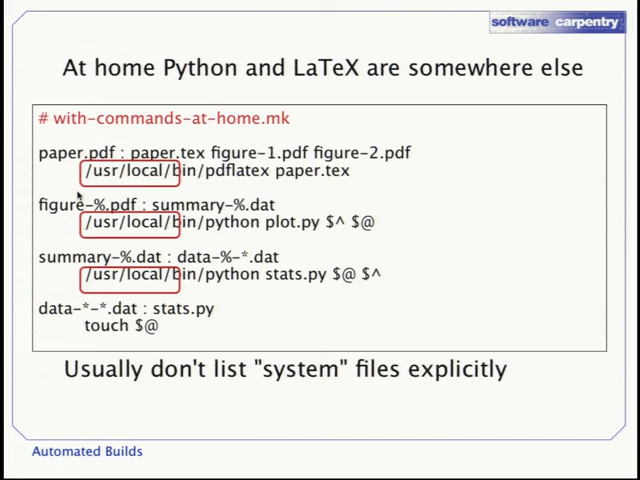 software carpentry
At home Python and LaTeX are somewhere else
# with-commands-at-home.mk
paper.pdf : paper.tex figure-1.pdf figure-2.pdf
/usr/local/bin/pdflatex paper.tex
figure-%.pdf : summary-%.dat
/usr/local/bin/python plot.py $^ $@
summary-%.dat : data-%-*.dat
/usr/local/bin/python stats.py $@ $^
data-*-*.dat : stats.py
touch $@
Usually don't list "system" files explicitly
Automated Builds